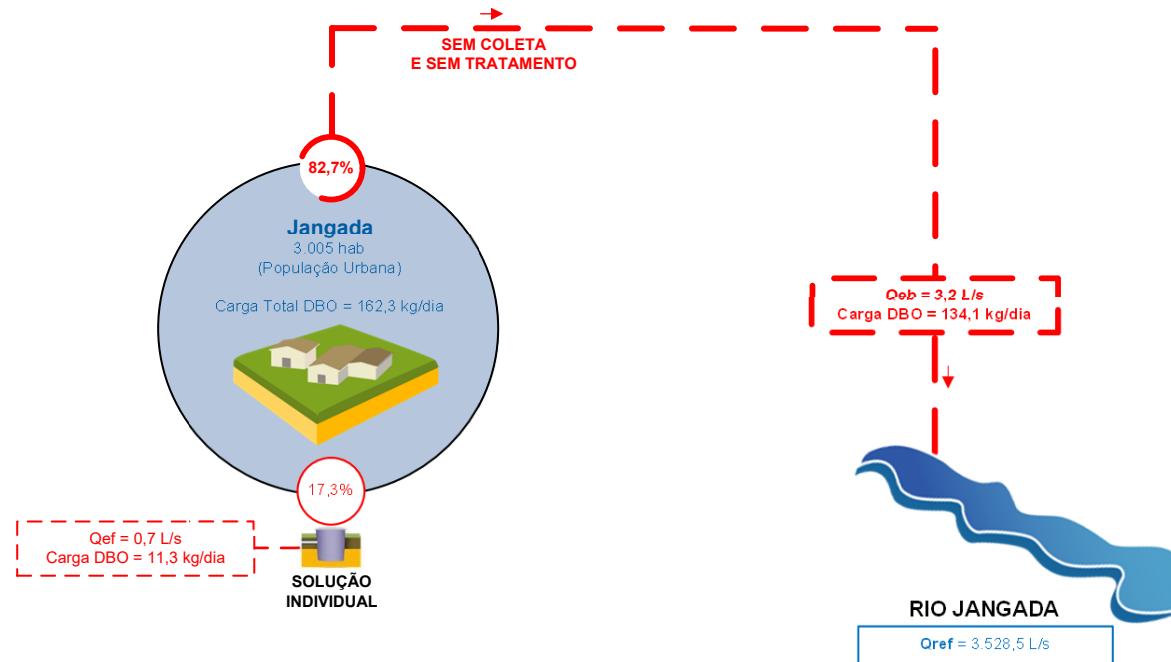 SEM COLETA
E SEM TRATAMENTO
82,7%
Jangada
3.005 hab
(População Urbana)
Carga Total DBO = 162,3 kg/dia
Qeb = 3,2 L/s
Carga DBO = 134,1 kg/dia
17,3%
Qef = 0,7 L/s
Carga DBO = 11,3 kg/dia
SOLUÇÃO
INDIVIDUAL
RIO JANGADA
Qref = 3.528,5 L/s